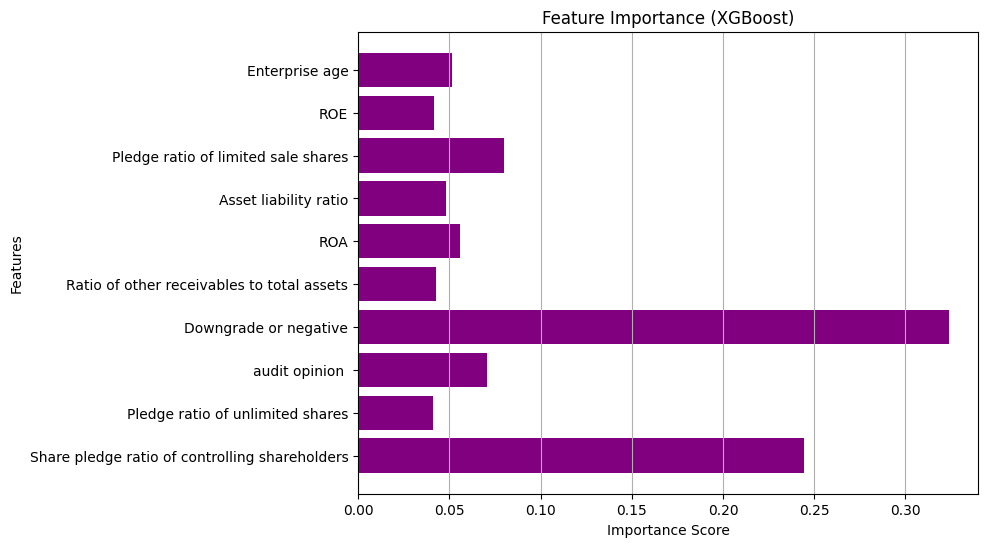 Feature Importance (XGBoost)
Features
Enterprise age
ROE
Pledge ratio of limited sale shares
Asset liability ratio
ROA
Ratio of other receivables to total assets
Downgrade or negative
audit opinion
Pledge ratio of unlimited shares
Share pledge ratio of controlling shareholders
0.00 0.05 0.10 0.15 0.20 0.25 0.30
Importance Score